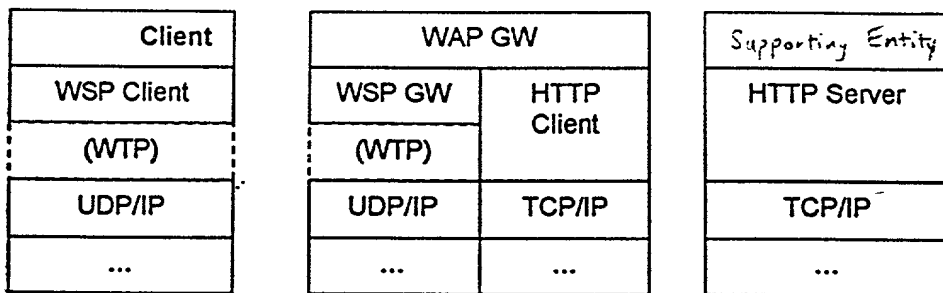 Client
WSP Client
(WTP)
UDP/IP
...
WAP GW
WSP GW
(WTP)
UDP/IP
...
HTTP
Client
TCP/IP
...
Supporting Entity
HTTP Server
TCP/IP
...